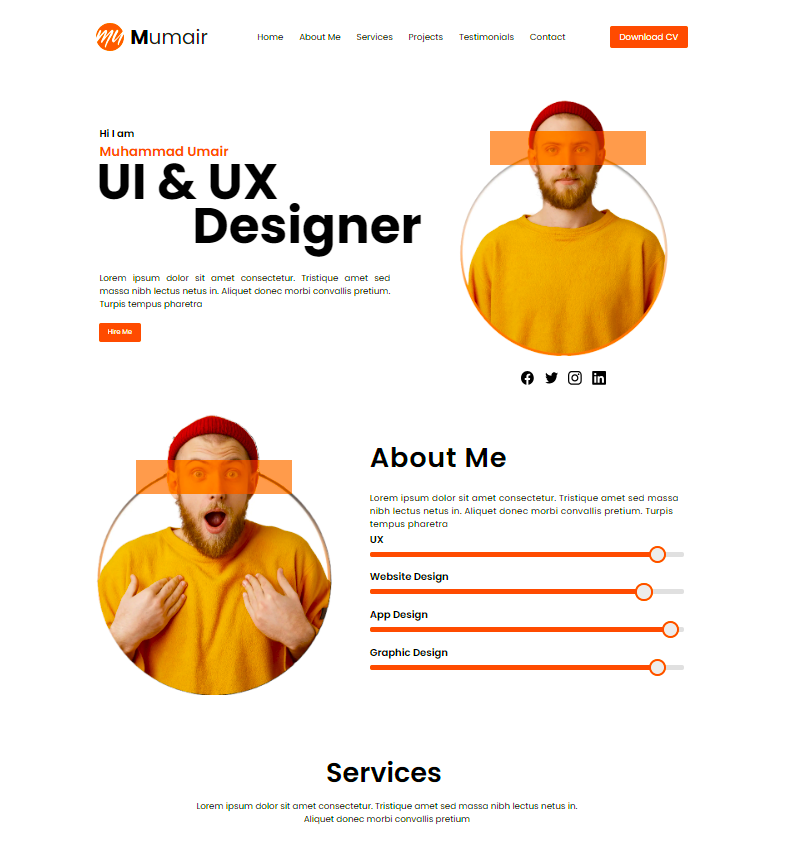 my Mumair
Home About Me Services Projects Testimonials Contact
Download CV
Hi I am
Muhammad Umair
UI & UX
Designer
Lorem ipsum dolor sit amet consectetur. Tristique amet sed
massa nibh lectus netus in. Aliquet donec morbi convallis pretium.
Turpis tempus pharetra
Hire Me
About Me
Lorem ipsum dolor sit amet consectetur. Tristique amet sed massa
nibh lectus netus in. Aliquet donec morbi convallis pretium. Turpis
tempus pharetra
UX
Website Design
App Design
Graphic Design
Services
Lorem ipsum dolor sit amet consectetur. Tristique amet sed massa nibh lectus netus in.
Aliquet donec morbi convallis pretium